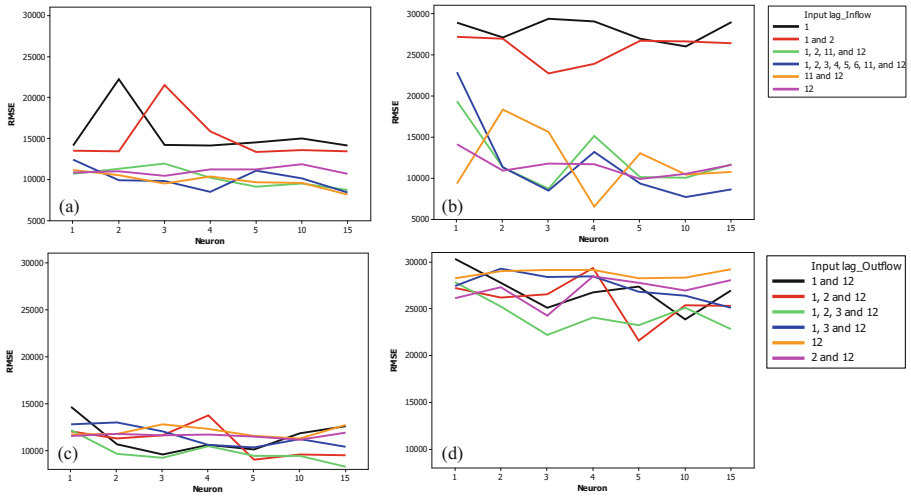 30000
25000
20000
15000
10000
5000
RMSE
(a)
1 2 3 4 5 10 15
Neuron
30000
25000
20000
15000
10000
5000
RMSE
(b)
1 2 3 4 5 10 15
Neuron
Input lag_Inflow
1
1 and 2
1, 2, 11, and 12
1, 2, 3, 4, 5, 6, 11, and 12
11 and 12
12
30000
25000
20000
15000
10000
RMSE
(c)
1 2 3 4 5 10 15
Neuron
30000
25000
20000
15000
10000
RMSE
(d)
1 2 3 4 5 10 15
Neuron
Input lag_Outflow
1 and 12
1, 2 and 12
1, 2, 3 and 12
1, 3 and 12
12
2 and 12